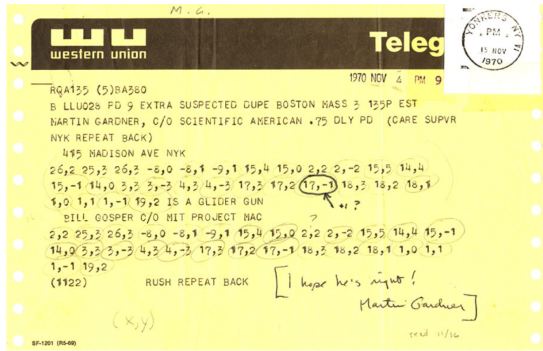 M. G.
wu
western union
Teleg
YONKERS NY
PM
15 NOV
1970
1970 NOV 4 PM 9
RQA135 (5)BA380
B LLU028 PD 9 EXTRA SUSPECTED DUPE BOSTON MASS 3 135P EST
MARTIN GARDNER, C/O SCIENTIFIC AMERICAN .75 DLY PD (CARE SUPVR
NYK REPEAT BACK)
415 MADISON AVE NYK
26,2 25,3 26,3 -8,0 -8,1 -9,1 15,4 15,0 2,2 2,-2 15,5 14,4
15,-1 14,0 3,3 3,-3 4,3 4,-3 17,3 17,2 17,-1 18,3 18,2 18,1
1,0 1,1 1,-1 19,2 IS A GLIDER GUN
+1 ?
BILL GOSPER C/O MIT PROJECT MAC
?
2,2 25,3 26,3 -8,0 -8,1 -9,1 15,4 15,0 2,2 2,-2 15,5 14,4 15,-1
14,0 3,3 3,-3 4,3 4,-3 17,3 17,2 17,-1 18,3 18,2 18,1 1,0 1,1
1,-1 19,2
(1122) RUSH REPEAT BACK
[I hope he's right!
Martin Gardner]
(x,y)
recd 11/16
SF-1201 (R5-69)